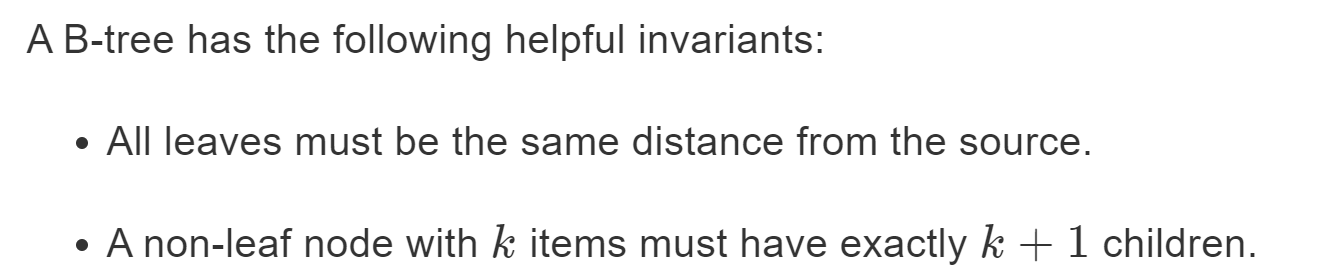 A B-tree has the following helpful invariants:
• All leaves must be the same distance from the source.
• A non-leaf node with k items must have exactly k + 1 children.